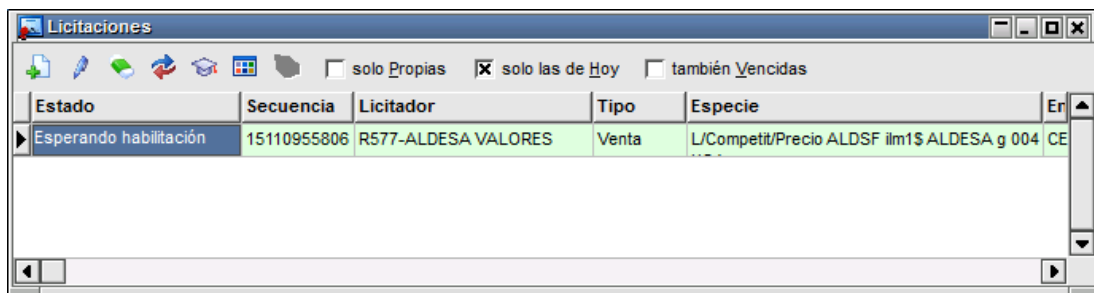 Licitaciones
solo Propias solo las de Hoy también Vencidas
Estado Secuencia Licitador Tipo Especie
Esperando habilitación 15110955806 R577-ALDESA VALORES Venta L/Competit/Precio ALDSF ilm1$ ALDESA g 004 CE